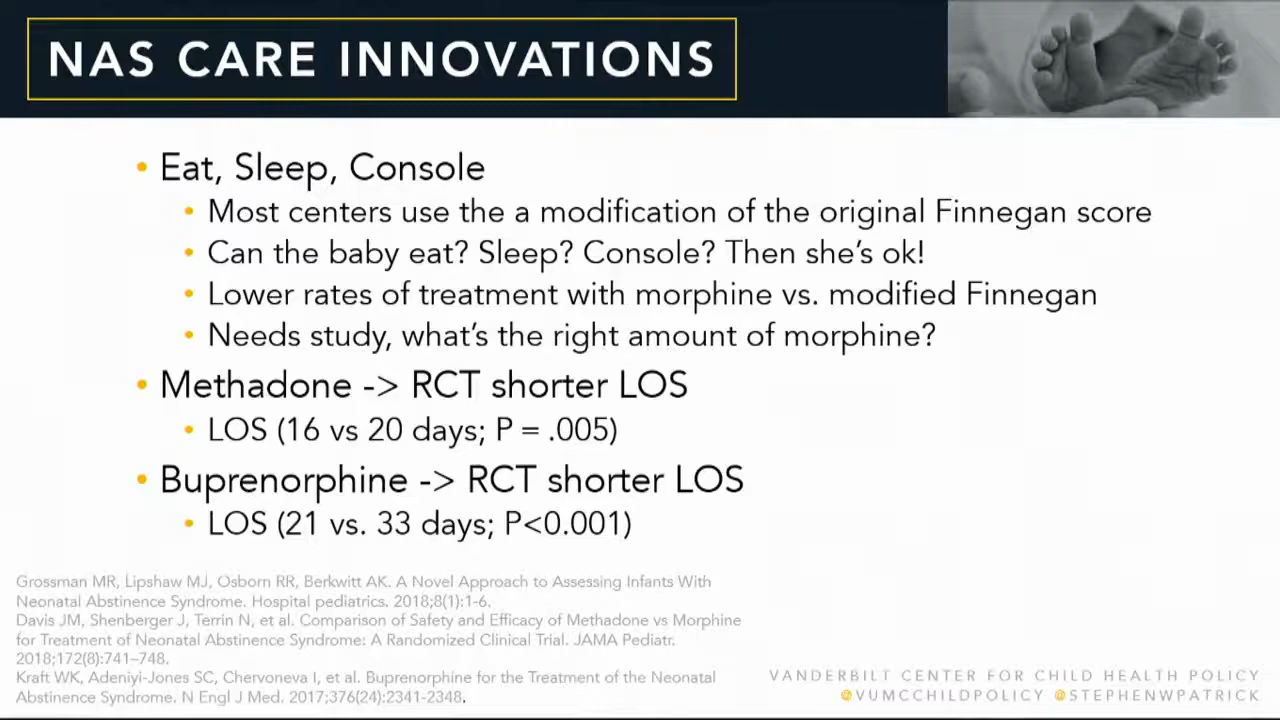 NAS CARE INNOVATIONS
• Eat, Sleep, Console
• Most centers use the a modification of the original Finnegan score
• Can the baby eat? Sleep? Console? Then she's ok!
• Lower rates of treatment with morphine vs. modified Finnegan
• Needs study, what's the right amount of morphine?
• Methadone -> RCT shorter LOS
• LOS (16 vs 20 days; P = .005)
• Buprenorphine -> RCT shorter LOS
• LOS (21 vs. 33 days; P<0.001)
Grossman MR, Lipshaw MJ, Osborn RR, Berkwitt AK. A Novel Approach to Assessing Infants With
Neonatal Abstinence Syndrome. Hospital pediatrics. 2018;8(1):1-6.
Davis JM, Shenberger J, Terrin N, et al. Comparison of Safety and Efficacy of Methadone vs Morphine
for Treatment of Neonatal Abstinence Syndrome: A Randomized Clinical Trial. JAMA Pediatr.
2018;172(8):741–748.
Kraft WK, Adeniyi-Jones SC, Chervoneva I, et al. Buprenorphine for the Treatment of the Neonatal
Abstinence Syndrome. N Engl J Med. 2017;376(24):2341-2348.
VANDERBILT CENTER FOR CHILD HEALTH POLICY
@VUMCCHILDPOLICY @STEPHENWPATRICK